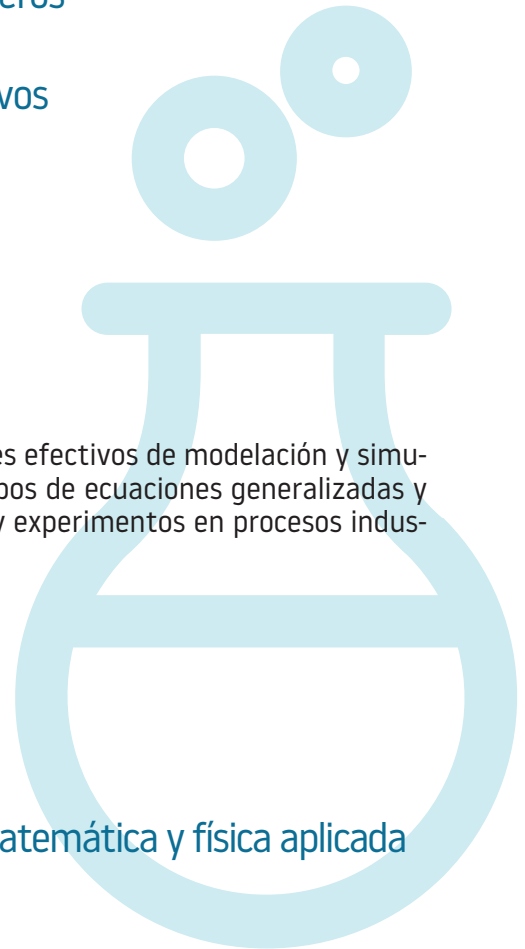 eros
vos
es efectivos de modelación y simu-
pos de ecuaciones generalizadas y
y experimentos en procesos indus-
atemática y física aplicada